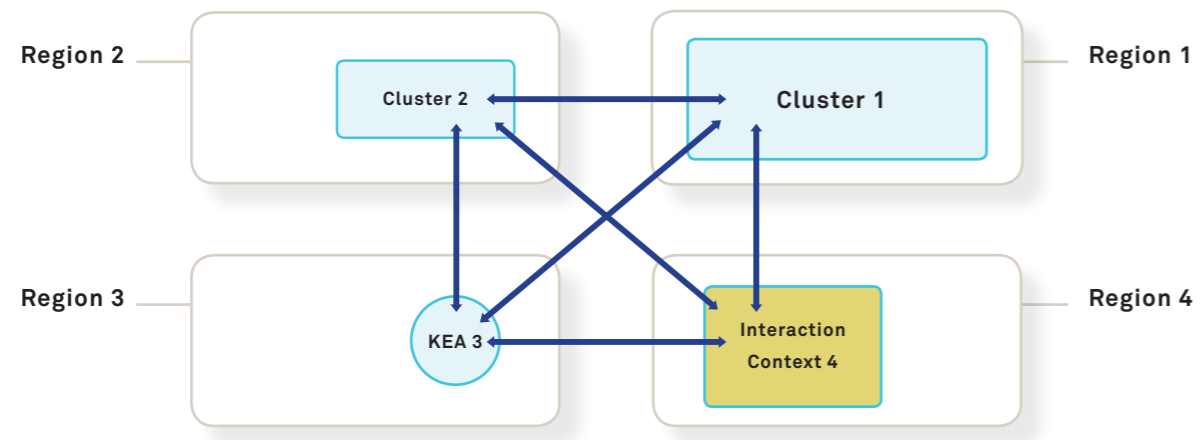 Region 2
Cluster 2
Cluster 1
Region 1
Region 3
KEA 3
Interaction
Context 4
Region 4